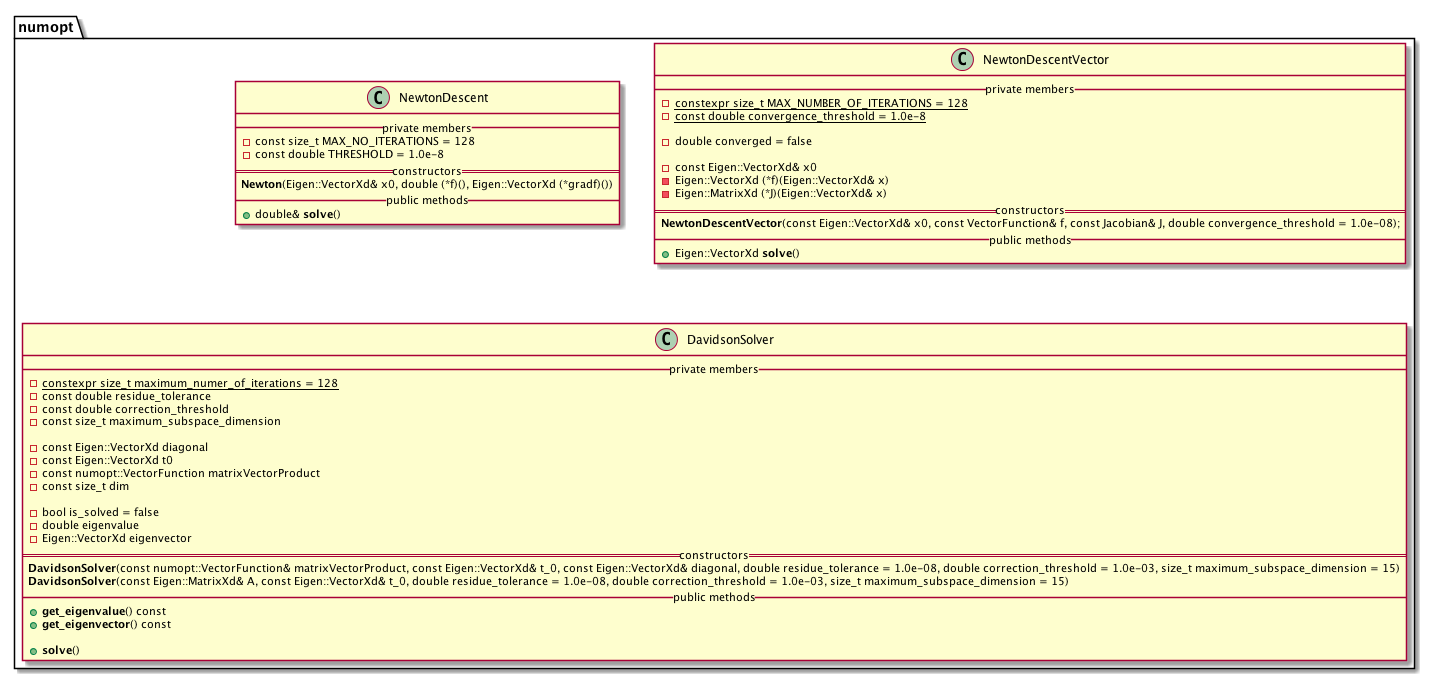 numopt
C NewtonDescent
private members
const size_t MAX_NO_ITERATIONS = 128
const double THRESHOLD = 1.0e-8
constructors
Newton(Eigen::VectorXd& x0, double (*f)(), Eigen::VectorXd (*gradf)())
public methods
double& solve()
C NewtonDescentVector
private members
constexpr size_t MAX_NUMBER_OF_ITERATIONS = 128
const double convergence_threshold = 1.0e-8
double converged = false
const Eigen::VectorXd& x0
Eigen::VectorXd (*f)(Eigen::VectorXd& x)
Eigen::MatrixXd (*J)(Eigen::VectorXd& x)
constructors
NewtonDescentVector(const Eigen::VectorXd& x0, const VectorFunction& f, const Jacobian& J, double convergence_threshold = 1.0e-08);
public methods
Eigen::VectorXd solve()
C DavidsonSolver
private members
constexpr size_t maximum_numer_of_iterations = 128
const double residue_tolerance
const double correction_threshold
const size_t maximum_subspace_dimension
const Eigen::VectorXd diagonal
const Eigen::VectorXd t0
const numopt::VectorFunction matrixVectorProduct
const size_t dim
bool is_solved = false
double eigenvalue
Eigen::VectorXd eigenvector
constructors
DavidsonSolver(const numopt::VectorFunction& matrixVectorProduct, const Eigen::VectorXd& t_0, const Eigen::VectorXd& diagonal, double residue_tolerance = 1.0e-08, double correction_threshold = 1.0e-03, size_t maximum_subspace_dimension = 15)
DavidsonSolver(const Eigen::MatrixXd& A, const Eigen::VectorXd& t_0, double residue_tolerance = 1.0e-08, double correction_threshold = 1.0e-03, size_t maximum_subspace_dimension = 15)
public methods
get_eigenvalue() const
get_eigenvector() const
solve()